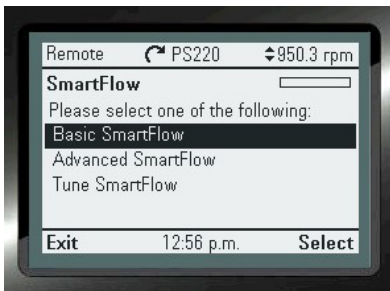 Remote PS220 950.3 rpm
SmartFlow
Please select one of the following:
Basic SmartFlow
Advanced SmartFlow
Tune SmartFlow
Exit 12:56 p.m. Select